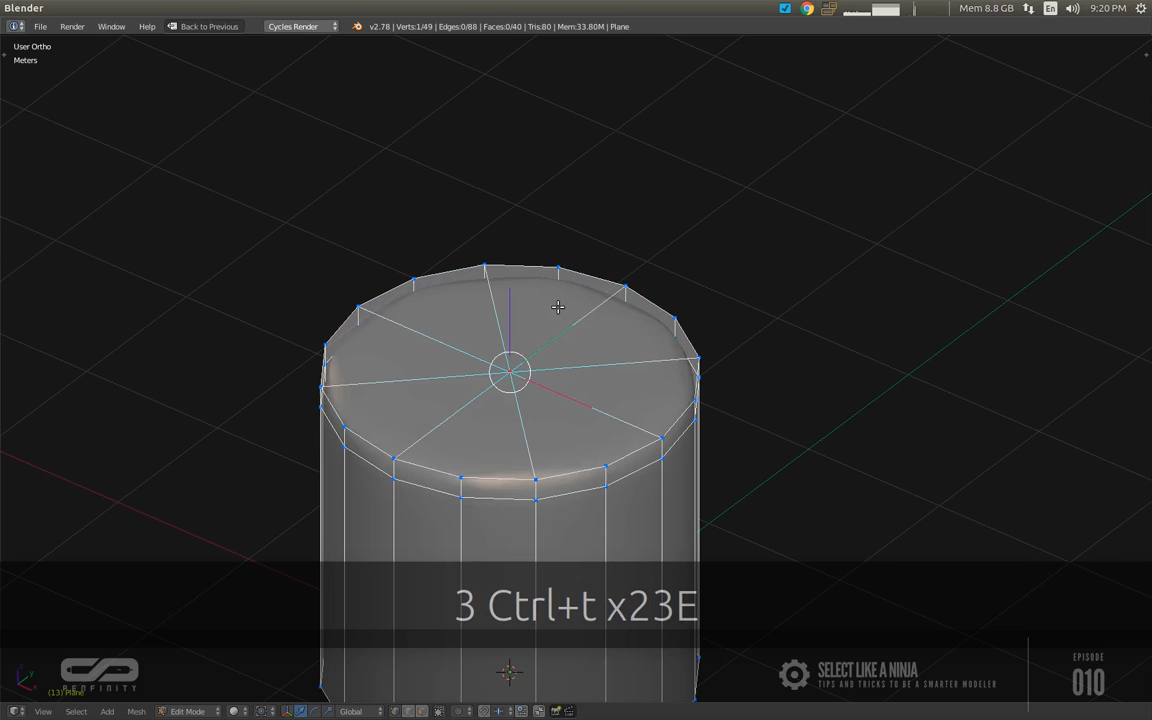 Blender
Mem 8.8 GB
En
9:20 PM
File
Render
Window
Help
Back to Previous
Cycles Render
v2.78 | Verts:1/49 | Edges:0/88 | Faces:0/40 | Tris:80 | Mem:33.80M | Plane
User Ortho
Meters
3 Ctrl+t x23E
(13) Plane
SELECT LIKE A NINJA
TIPS AND TRICKS TO BE A SMARTER MODELER
EPISODE
010
View
Select
Add
Mesh
Edit Mode
Global